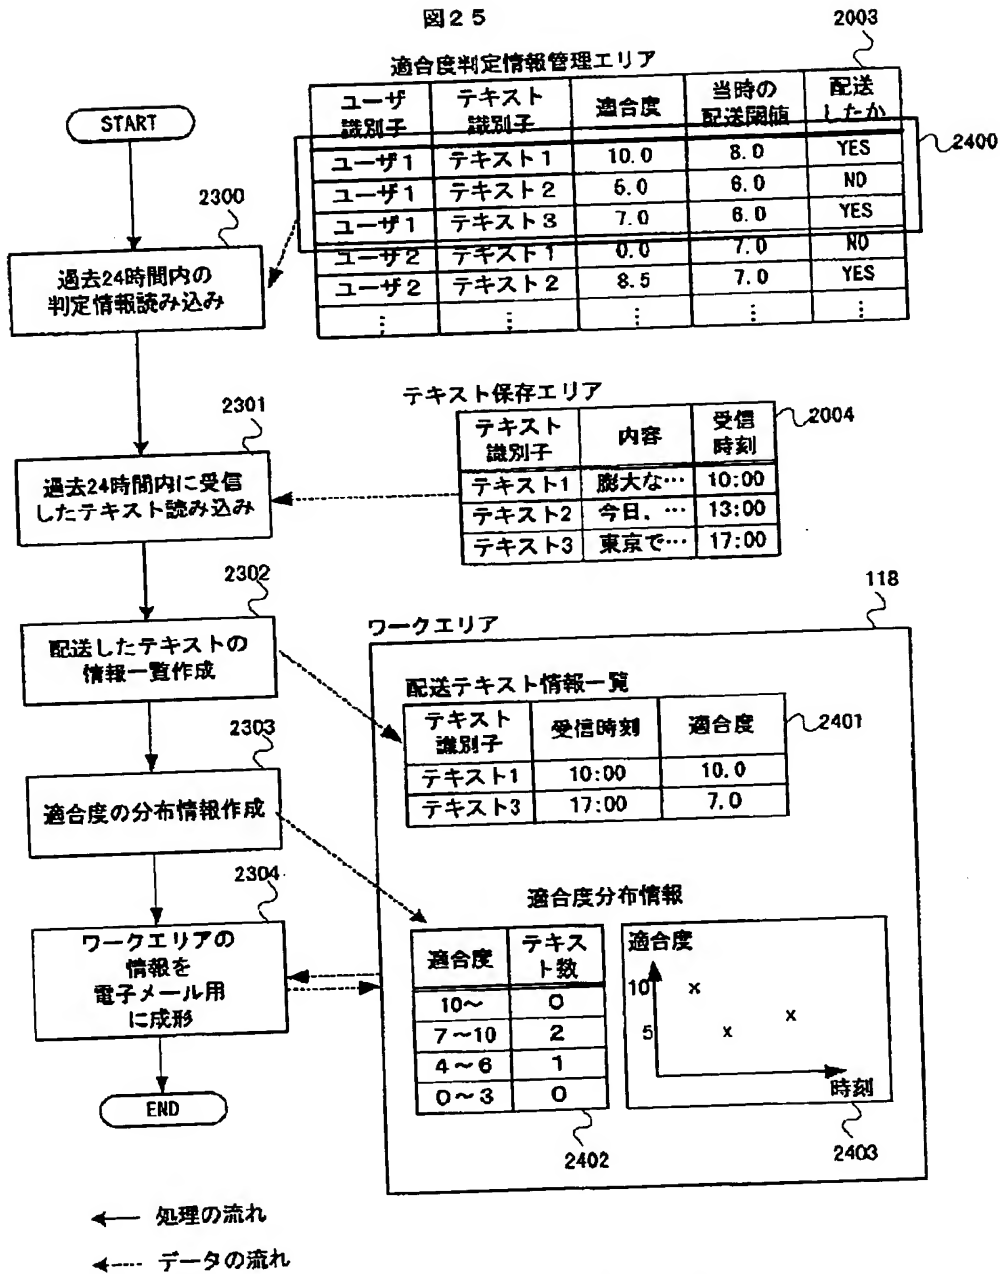 図25
2003
適合度判定情報管理エリア
ユーザ
識別子
テキスト
識別子
適合度
当時の
配送閾値
配送
したか
ユーザ1 テキスト1 10.0 8.0 YES
ユーザ1 テキスト2 5.0 6.0 NO
ユーザ1 テキスト3 7.0 6.0 YES
ユーザ2 テキスト1 0.0 7.0 NO
ユーザ2 テキスト2 8.5 7.0 YES
⋮ ⋮ ⋮ ⋮ ⋮
2400
START
2300
過去24時間内の
判定情報読み込み
テキスト保存エリア
2004
テキスト
識別子
内容
受信
時刻
テキスト1 膨大な… 10:00
テキスト2 今日、… 13:00
テキスト3 東京で… 17:00
2301
過去24時間内に受信
したテキスト読み込み
2302
配送したテキストの
情報一覧作成
118
ワークエリア
配送テキスト情報一覧
2401
テキスト
識別子
受信時刻
適合度
テキスト1 10:00 10.0
テキスト3 17:00 7.0
2303
適合度の分布情報作成
2304
ワークエリアの
情報を
電子メール用
に成形
END
適合度分布情報
適合度
テキス
ト数
10~ 0
7~10 2
4~6 1
0~3 0
2402
適合度
10
5
時刻
2403
処理の流れ
データの流れ